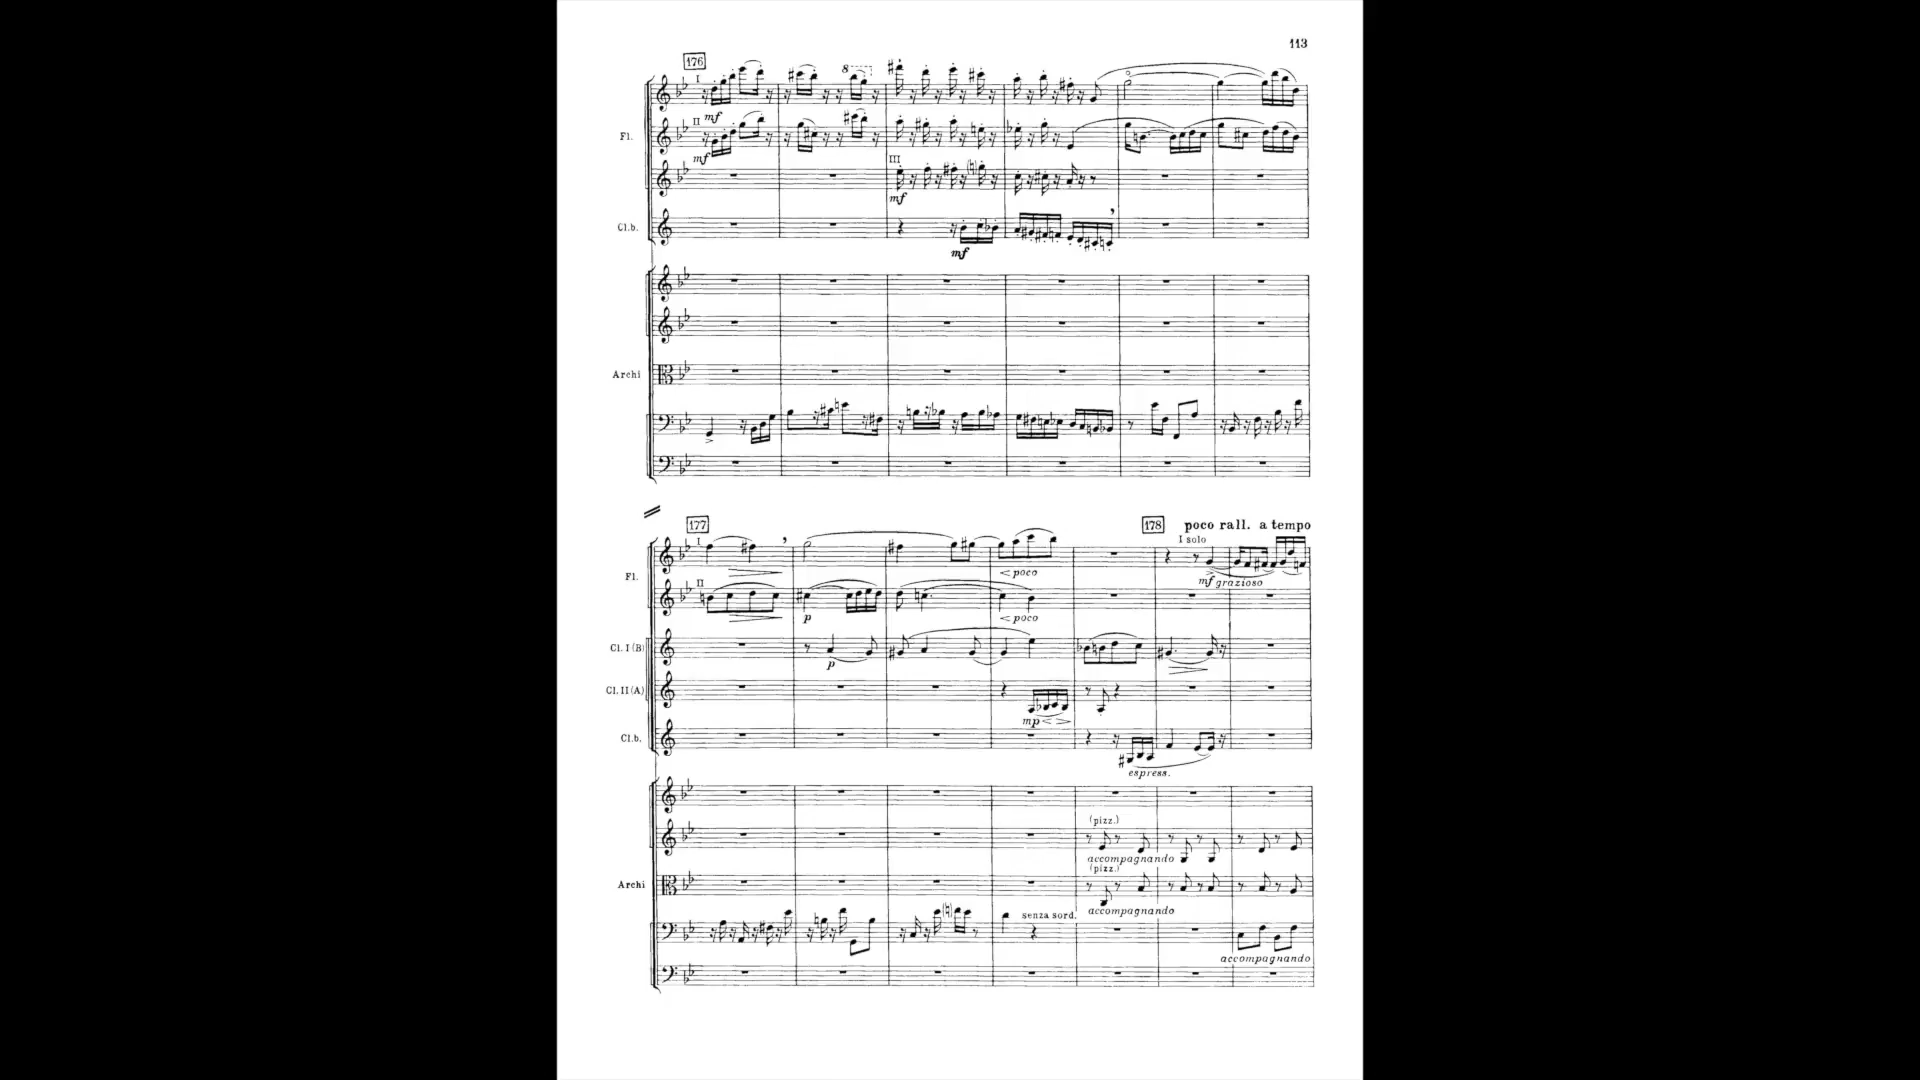 113
176
I
8
mf
II
Fl.
mf
III
mf
Cl.b.
mf
Archi
177
178 poco rall. a tempo
I
I solo
Fl.
< poco
mf grazioso
II
p
< poco
Cl. I (B)
p
Cl. II (A)
mp < >
Cl.b.
espress.
(pizz.)
accompagnando
(pizz.)
Archi
accompagnando
senza sord.
accompagnando